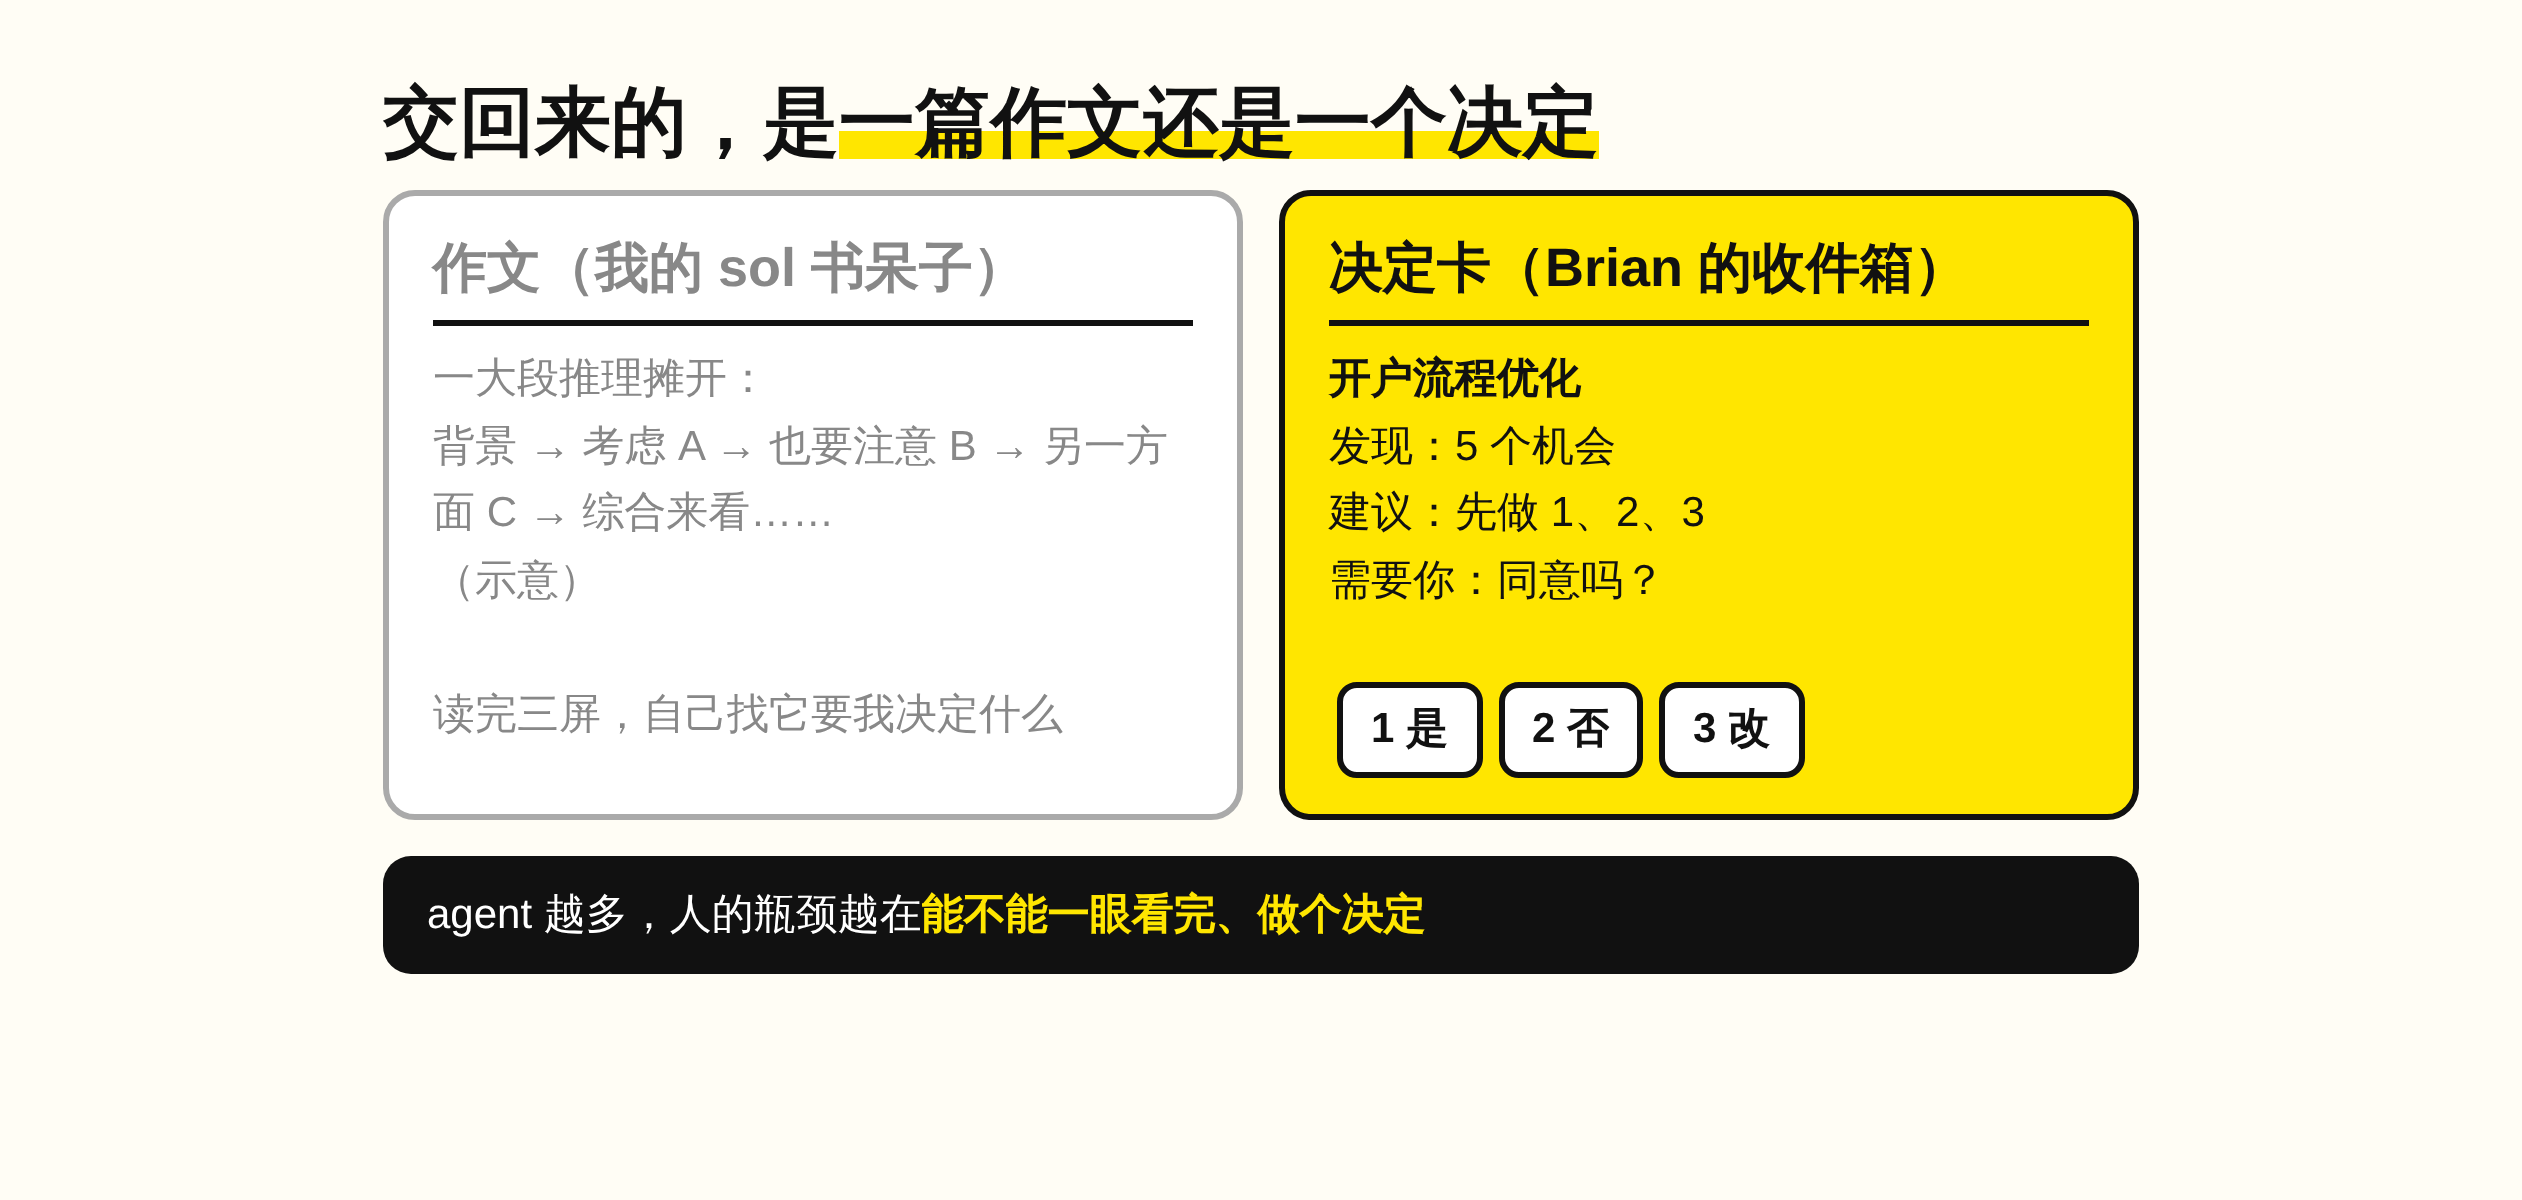 交回来的，是一篇作文还是一个决定
作文（我的 sol 书呆子）
一大段推理摊开：
背景 → 考虑 A → 也要注意 B → 另一方
面 C → 综合来看……
（示意）
读完三屏，自己找它要我决定什么
决定卡（Brian 的收件箱）
开户流程优化
发现：5 个机会
建议：先做 1、2、3
需要你：同意吗？
1 是
2 否
3 改
agent 越多，人的瓶颈越在能不能一眼看完、做个决定